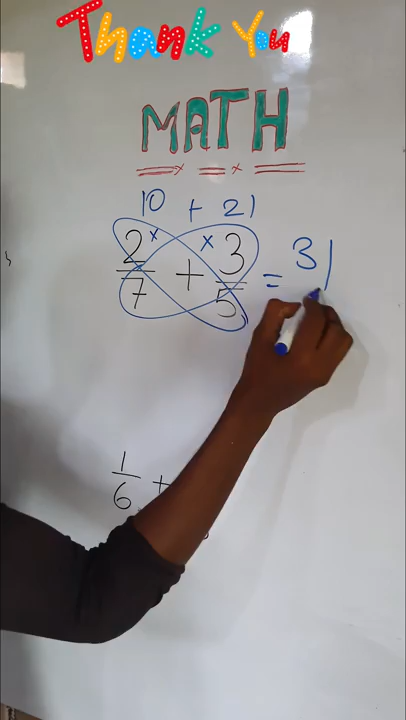 Thank You
MATH
10 + 21
2 × × 3
7 + 5 = 31
1
6 +